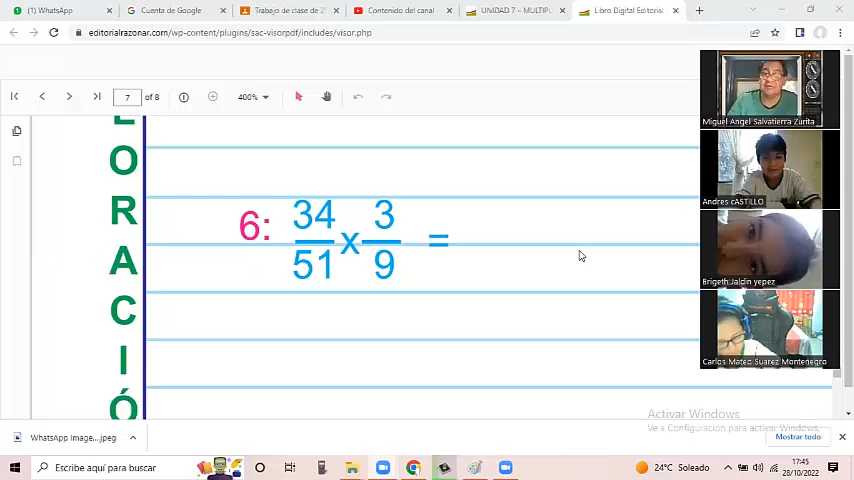 (1) WhatsApp
Cuenta de Google
Trabajo de clase de 2º
Contenido del canal
UNIDAD 7 – MULTIPL
Libro Digital Editorial
editorialrazonar.com/wp-content/plugins/sac-visorpdf/includes/visor.php
7 of 8
400%
L
O
R
A
C
I
Ó
6: 34/51 x 3/9 =
Miguel Angel Salvatierra Zurita
Andres cASTILLO
Brigeth Jaldin yepez
Carlos Mateo Suarez Montenegro
Activar Windows
Ve a Configuración para activar Windows.
WhatsApp Image....jpeg
Mostrar todo
Escribe aquí para buscar
24°C Soleado
17:45
28/10/2022